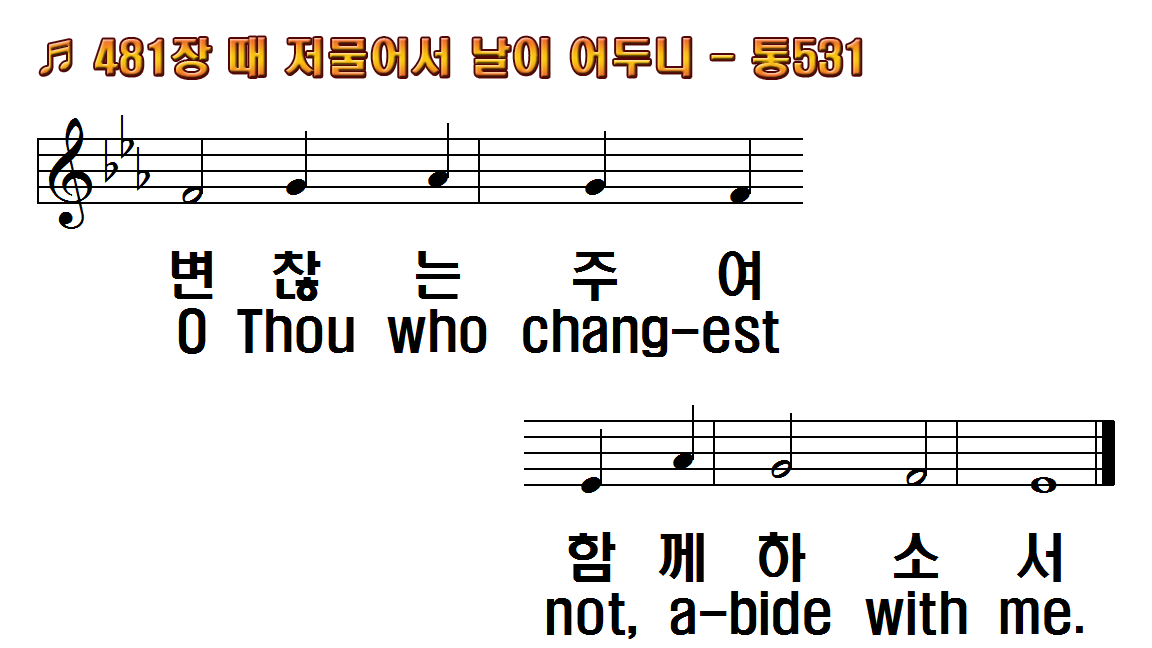 ♬ 481장 때 저물어서 날이 어두니 - 통531
변 찮 는 주 여
O Thou who chang-est
함 께 하 소 서
not, a-bide with me.